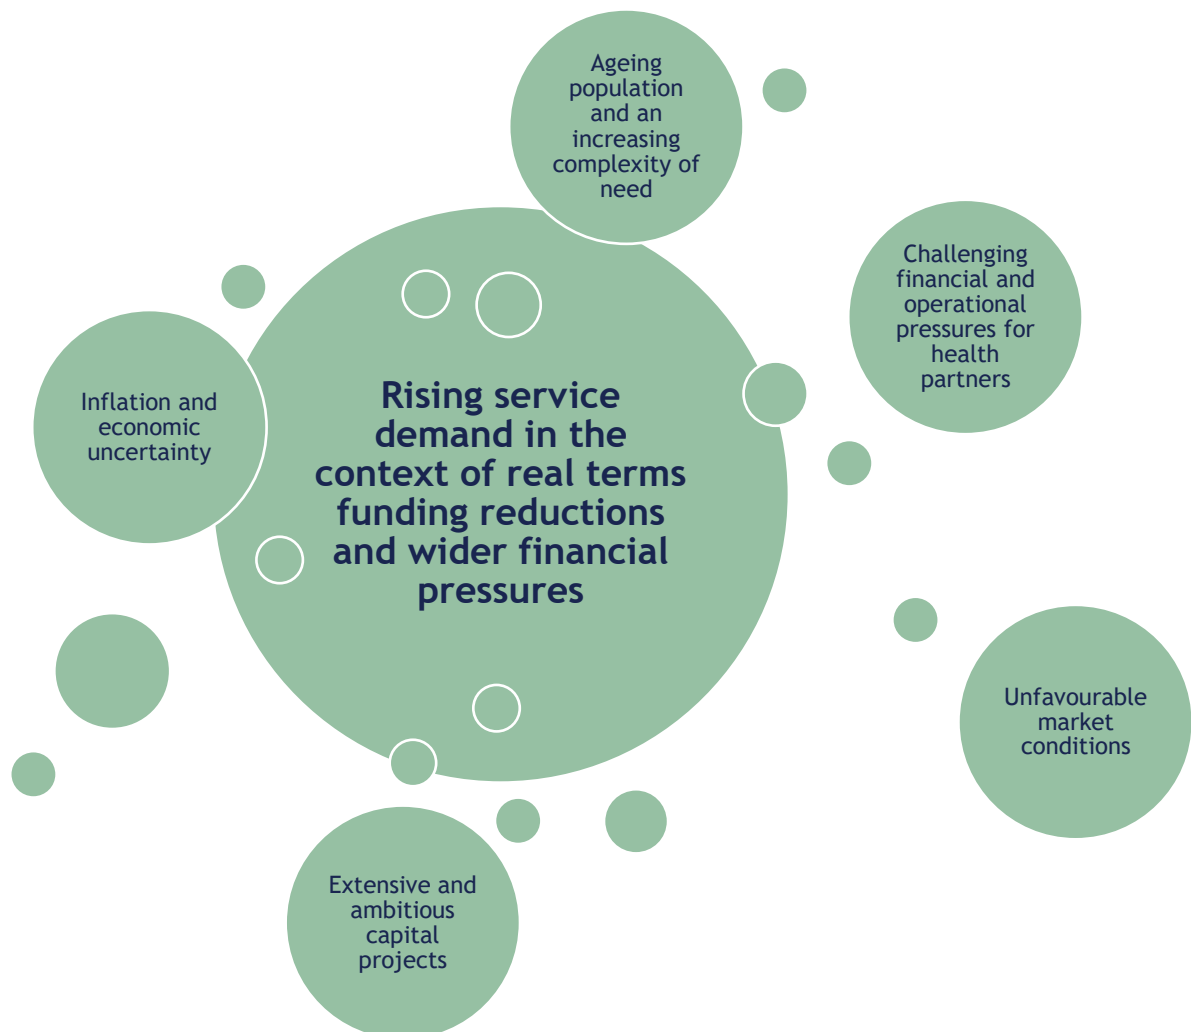 Ageing
population
and an
increasing
complexity of
need
Challenging
financial and
operational
pressures for
health
partners
Inflation and
economic
uncertainty
Rising service
demand in the
context of real terms
funding reductions
and wider financial
pressures
Unfavourable
market
conditions
Extensive and
ambitious
capital
projects